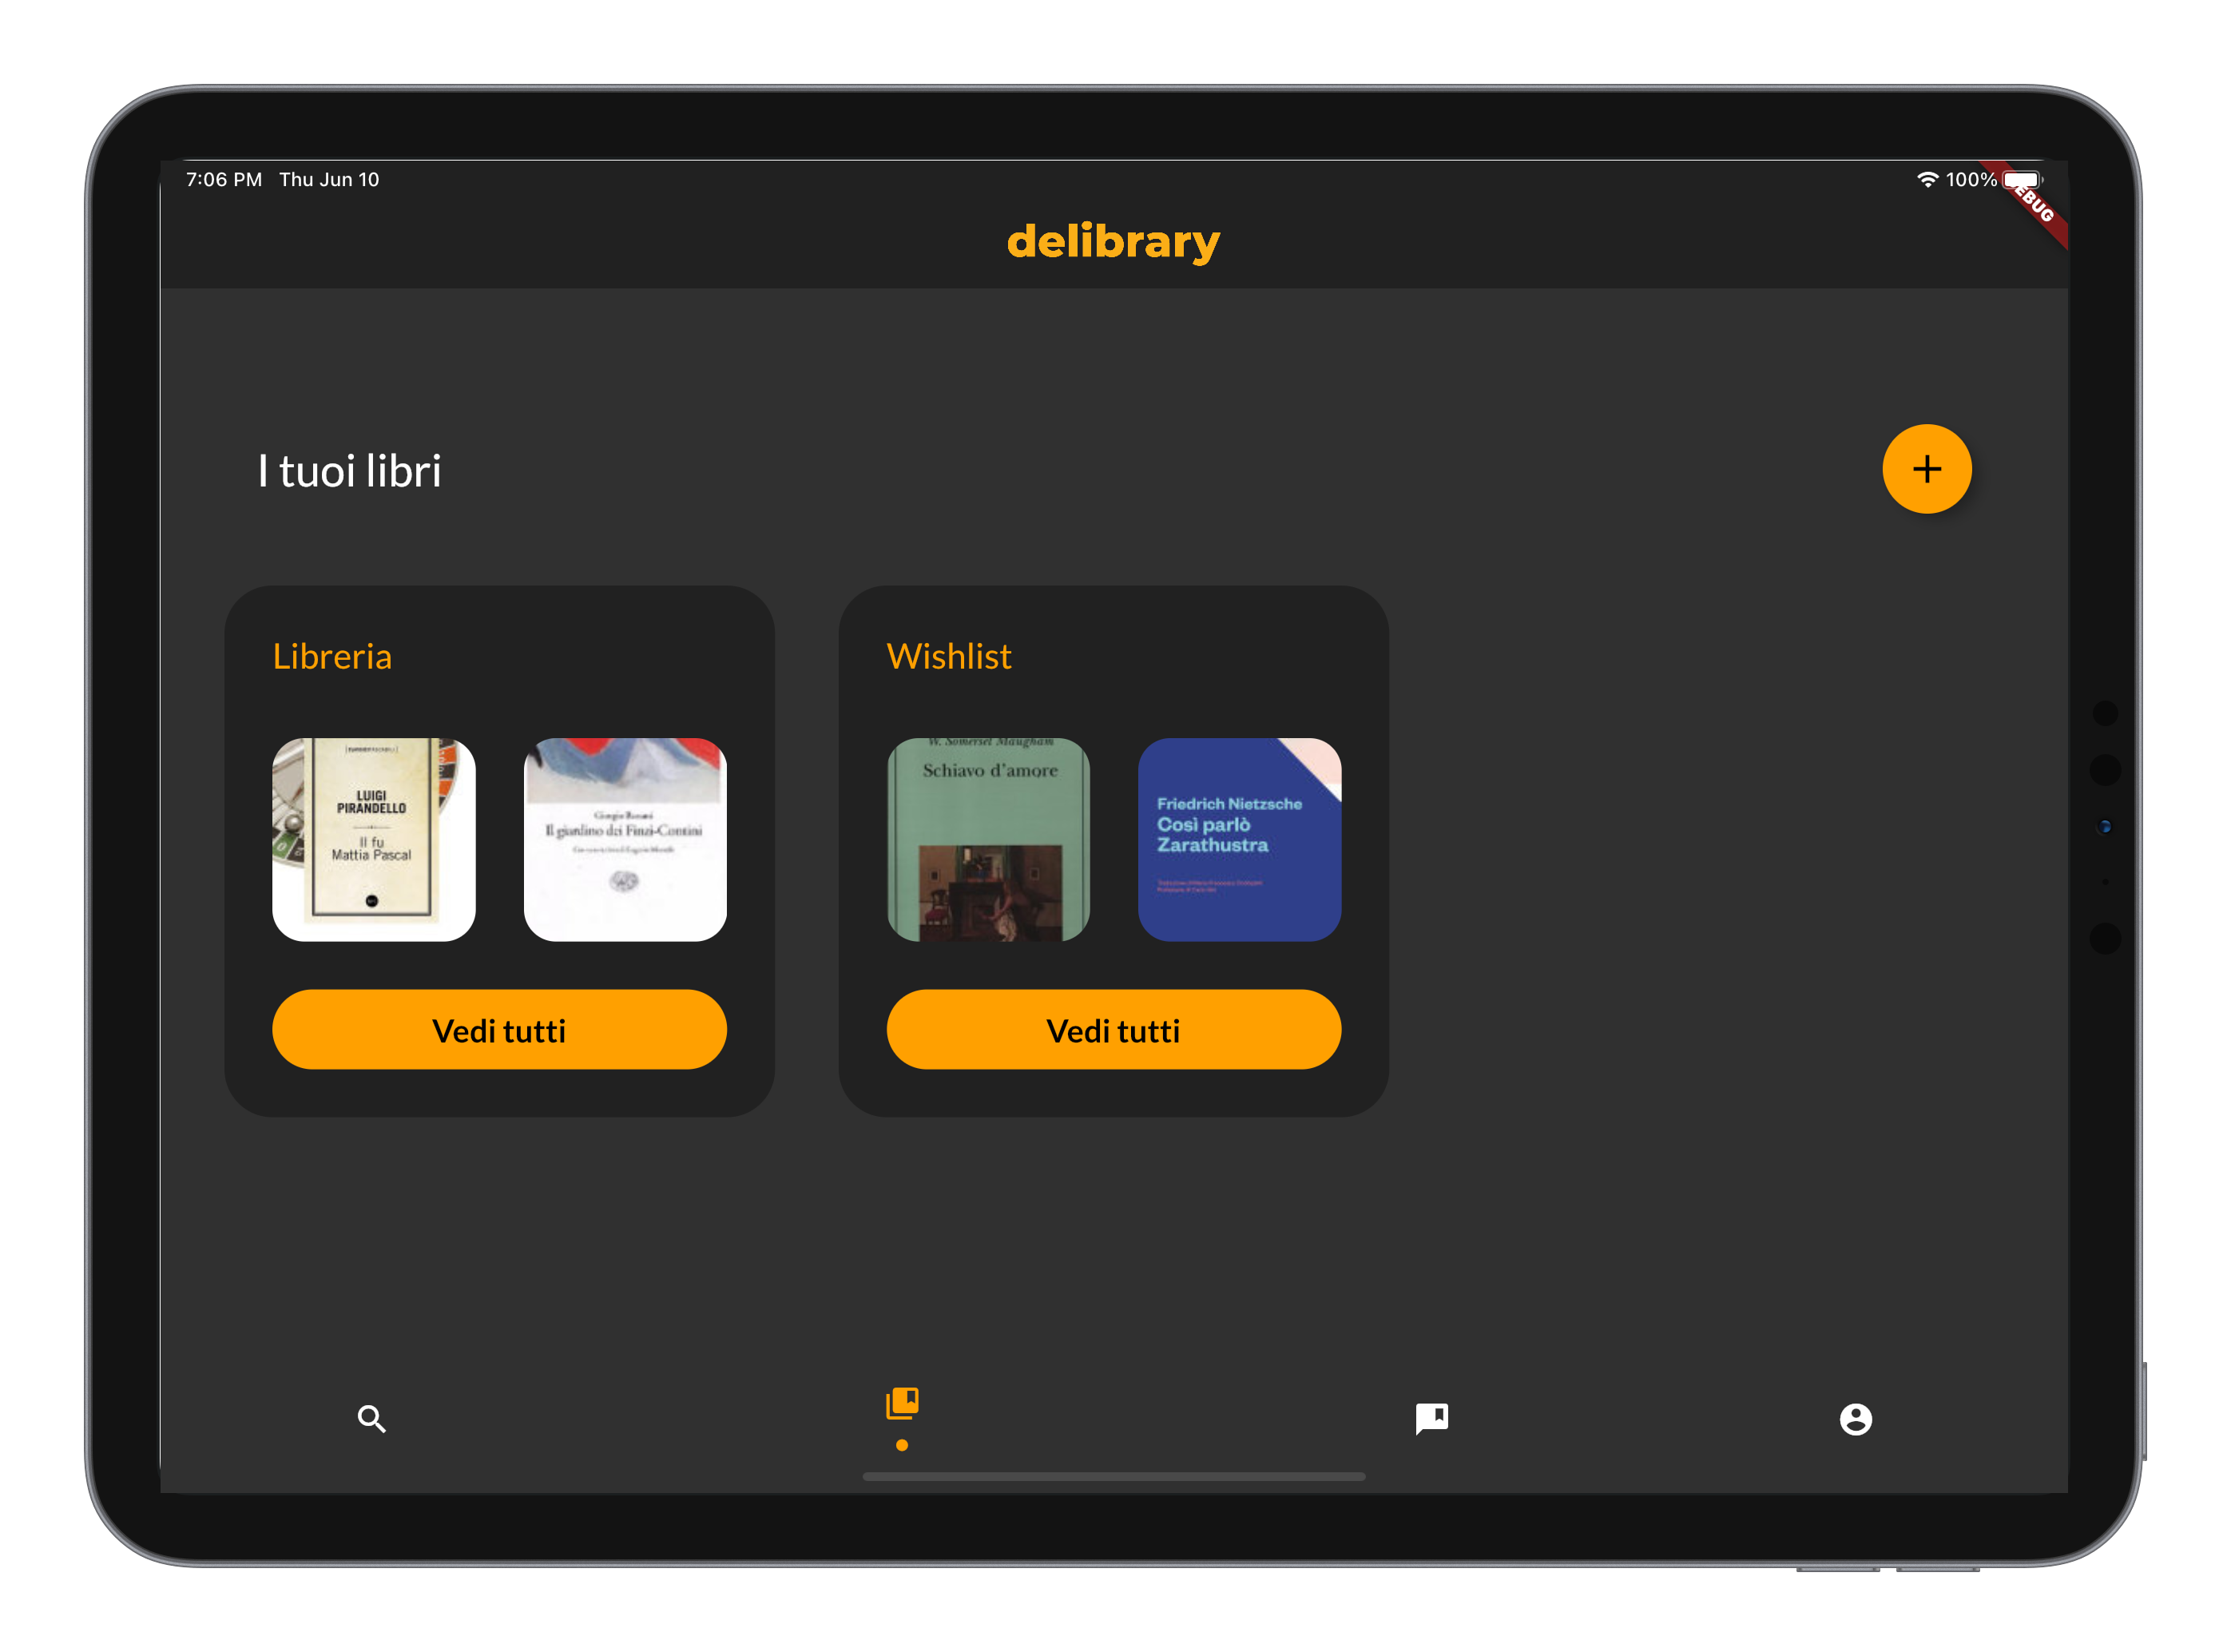 7:06 PM Thu Jun 10
100%
EBUG
delibrary
I tuoi libri
Libreria
Wishlist
LUIGI
PIRANDELLO
Il fu
Mattia Pascal
Giorgio Bassani
Il giardino dei Finzi-Contini
W. Somerset Maugham
Schiavo d'amore
Friedrich Nietzsche
Così parlò
Zarathustra
Vedi tutti
Vedi tutti